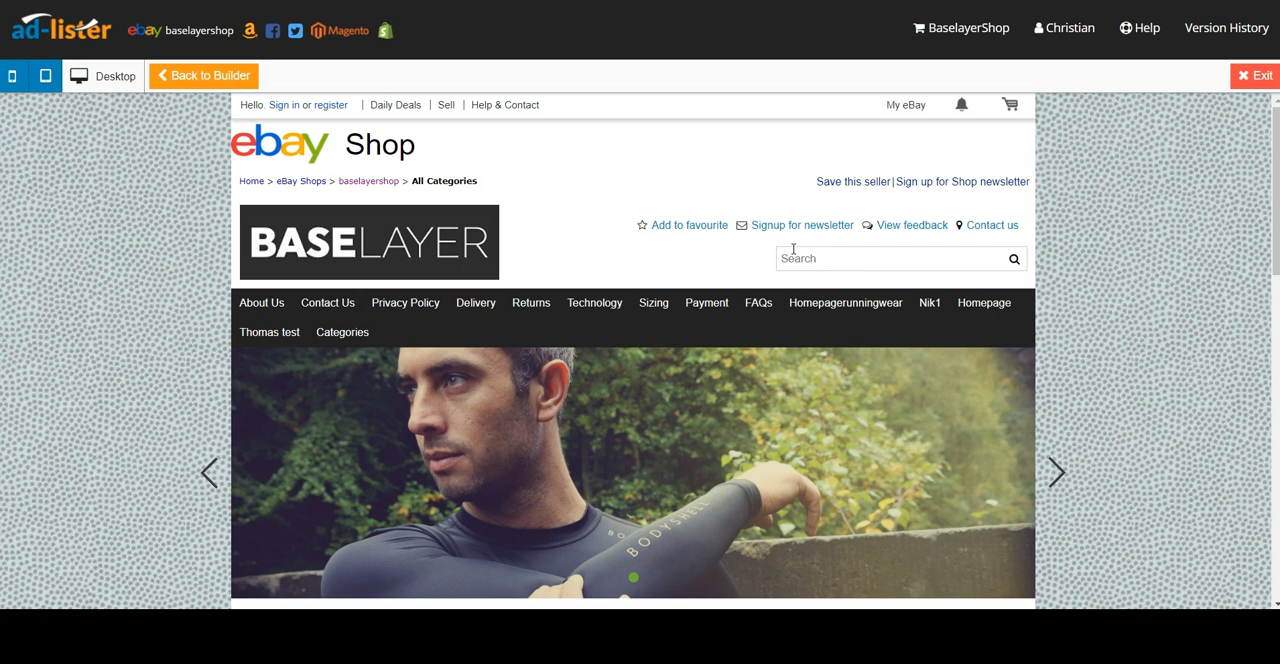 ad-lister ebay baselayershop Magento BaselayerShop Christian Help Version History
Desktop Back to Builder Exit
Hello. Sign in or register | Daily Deals | Sell | Help & Contact My eBay
ebay Shop
Home > eBay Shops > baselayershop > All Categories Save this seller | Sign up for Shop newsletter
BASELAYER
Add to favourite Signup for newsletter View feedback Contact us
Search
About Us Contact Us Privacy Policy Delivery Returns Technology Sizing Payment FAQs Homepagerunningwear Nik1 Homepage
Thomas test Categories
BODYSHELL